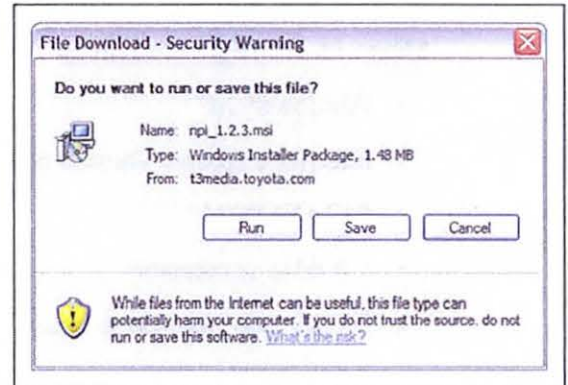 File Download - Security Warning
Do you want to run or save this file?
Name: npi_1.2.3.msi
Type: Windows Installer Package, 1.48 MB
From: t3media.toyota.com
Run Save Cancel
While files from the Internet can be useful, this file type can
potentially harm your computer. If you do not trust the source, do not
run or save this software. What's the risk?